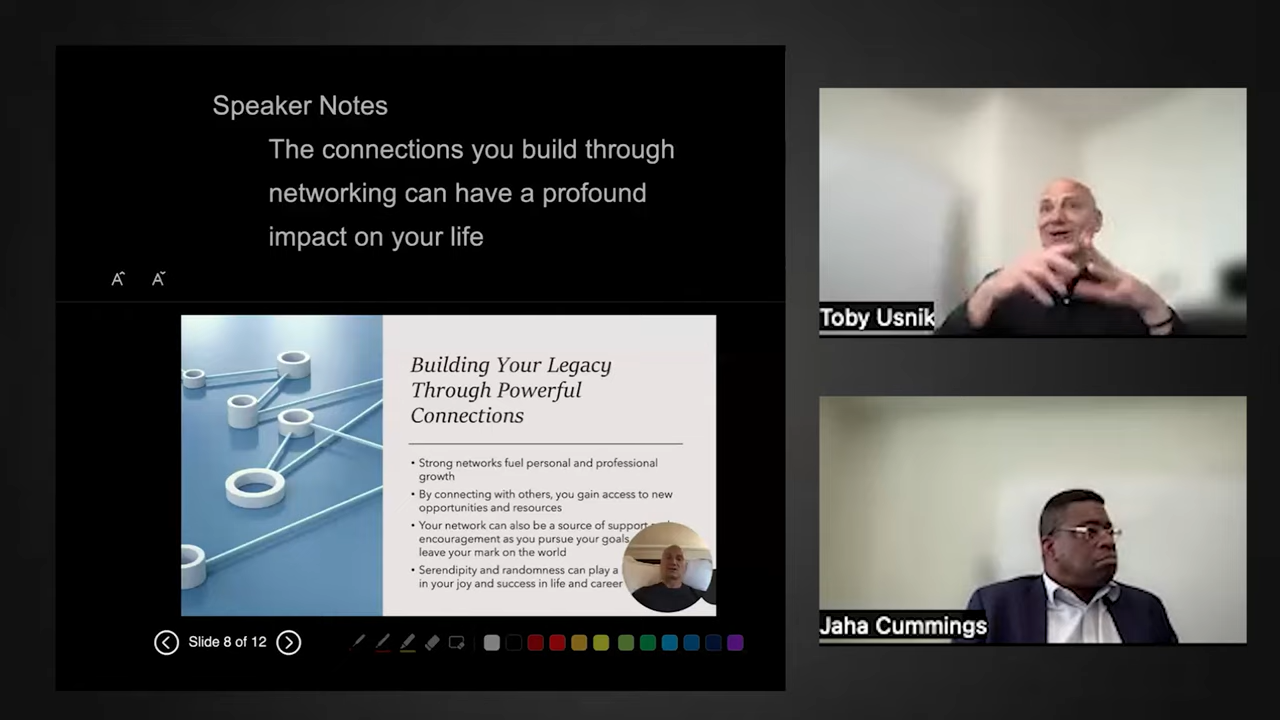 Speaker Notes
The connections you build through
networking can have a profound
impact on your life
A A
Building Your Legacy
Through Powerful
Connections
• Strong networks fuel personal and professional
growth
• By connecting with others, you gain access to new
opportunities and resources
• Your network can also be a source of support
encouragement as you pursue your goals
leave your mark on the world
• Serendipity and randomness can play a
in your joy and success in life and career
Slide 8 of 12
Toby Usnik
Jaha Cummings